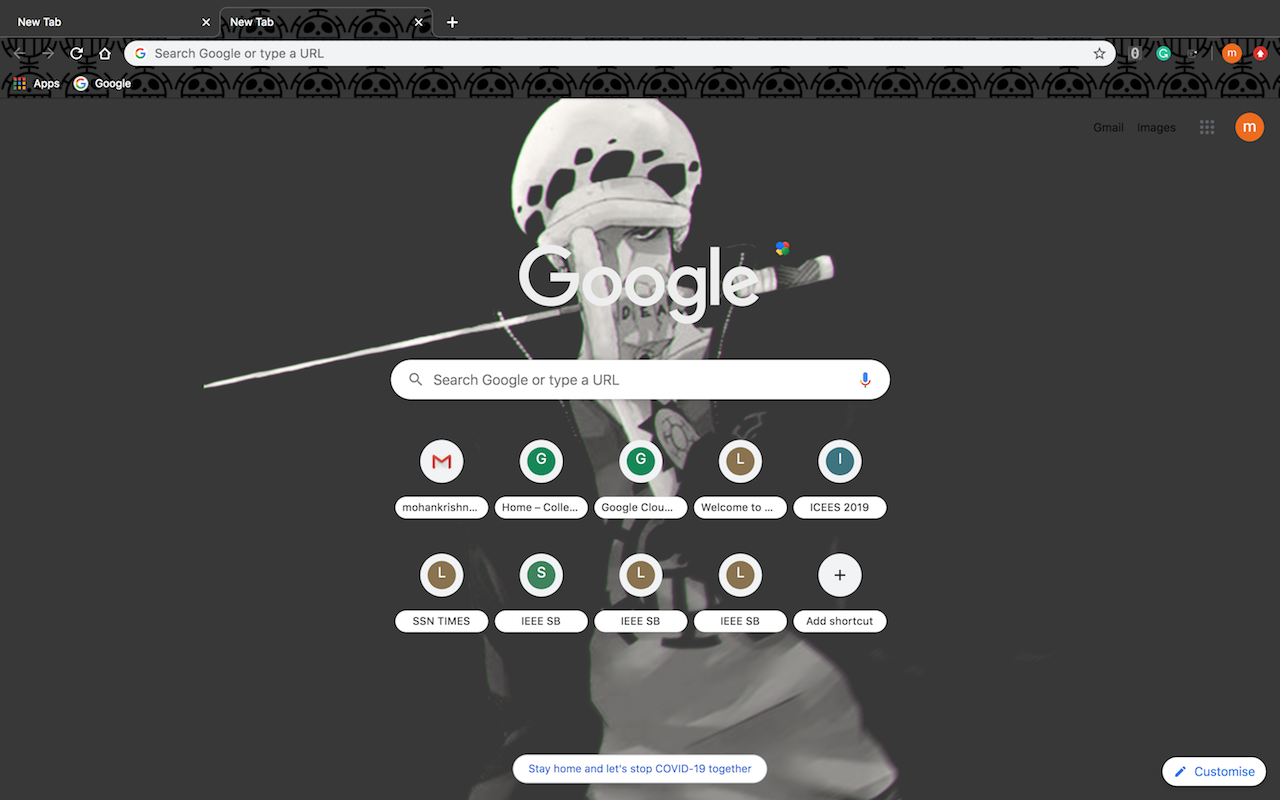 New Tab
New Tab
Search Google or type a URL
Apps
Google
Gmail
Images
m
m
Google
DEA
Search Google or type a URL
G
G
L
I
mohankrishn...
Home – Colle...
Google Clou...
Welcome to ...
ICEES 2019
L
S
L
L
SSN TIMES
IEEE SB
IEEE SB
IEEE SB
Add shortcut
Stay home and let's stop COVID-19 together
Customise